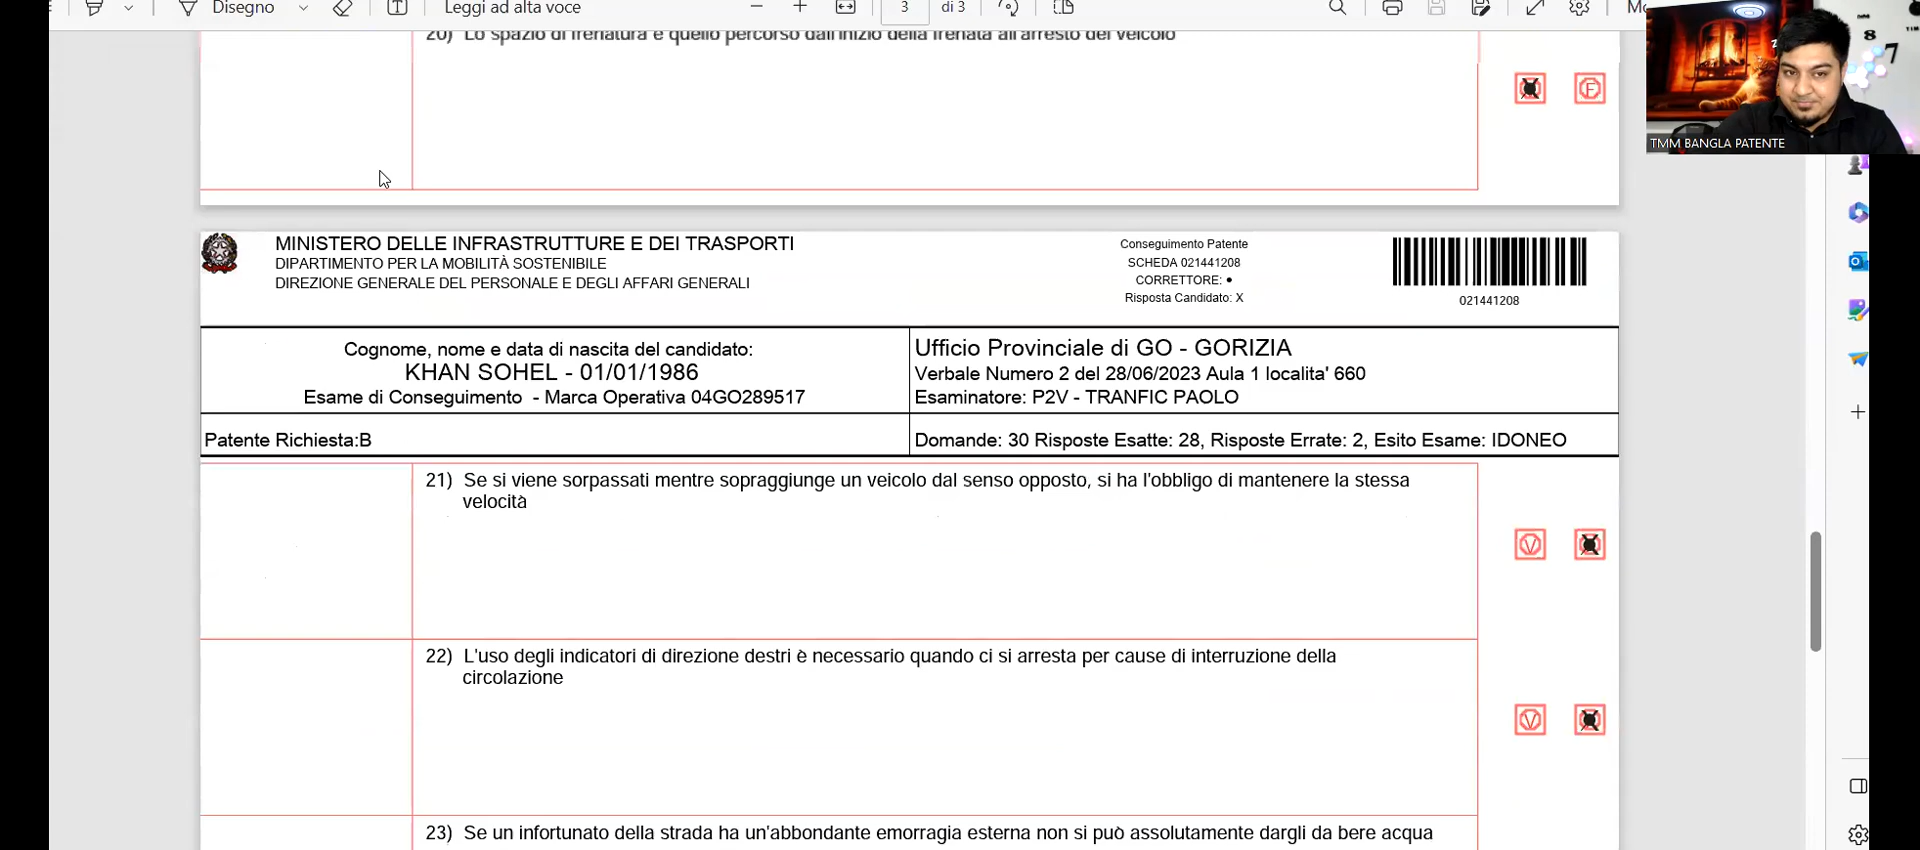 Disegno
Leggi ad alta voce
3
di 3
20) Lo spazio di frenatura è quello percorso dall'inizio della frenata all'arresto del veicolo
F
TMM BANGLA PATENTE
MINISTERO DELLE INFRASTRUTTURE E DEI TRASPORTI
DIPARTIMENTO PER LA MOBILITÀ SOSTENIBILE
DIREZIONE GENERALE DEL PERSONALE E DEGLI AFFARI GENERALI
Conseguimento Patente
SCHEDA 021441208
CORRETTORE: •
Risposta Candidato: X
021441208
Cognome, nome e data di nascita del candidato:
KHAN SOHEL - 01/01/1986
Esame di Conseguimento - Marca Operativa 04GO289517
Ufficio Provinciale di GO - GORIZIA
Verbale Numero 2 del 28/06/2023 Aula 1 localita' 660
Esaminatore: P2V - TRANFIC PAOLO
Patente Richiesta:B
Domande: 30 Risposte Esatte: 28, Risposte Errate: 2, Esito Esame: IDONEO
21) Se si viene sorpassati mentre sopraggiunge un veicolo dal senso opposto, si ha l'obbligo di mantenere la stessa
velocità
V
22) L'uso degli indicatori di direzione destri è necessario quando ci si arresta per cause di interruzione della
circolazione
V
23) Se un infortunato della strada ha un'abbondante emorragia esterna non si può assolutamente dargli da bere acqua